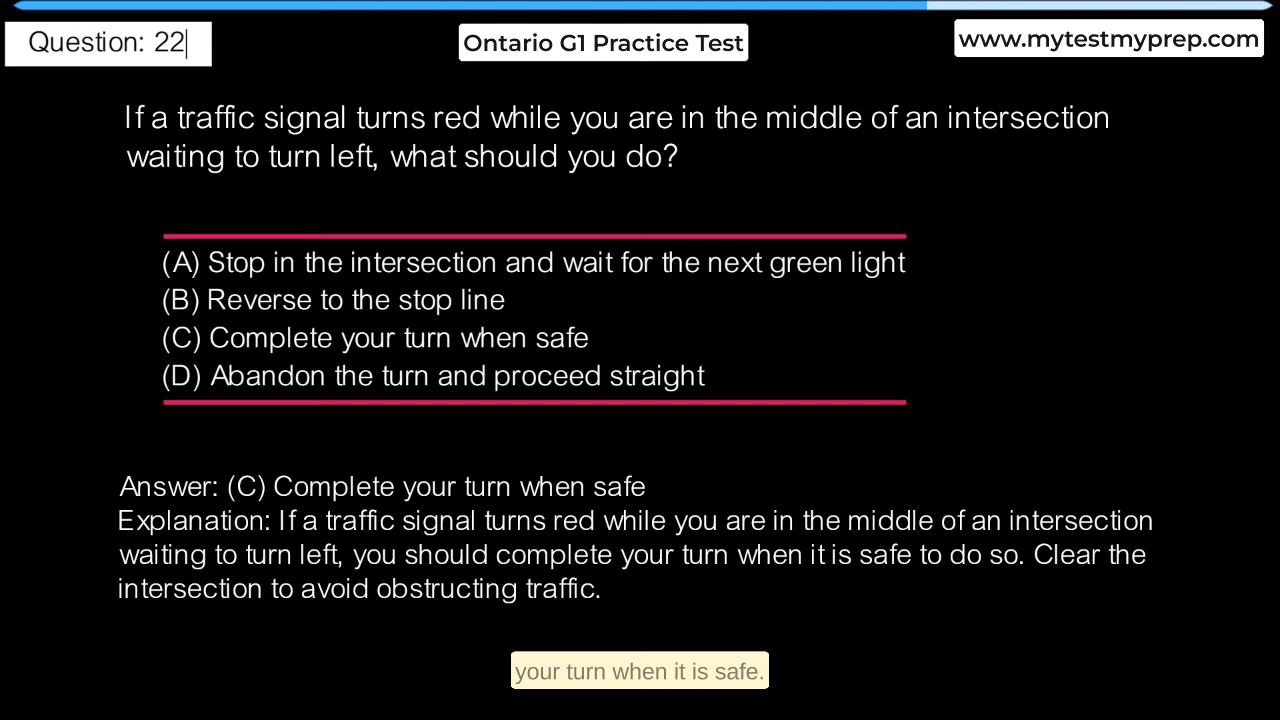 Question: 22
Ontario G1 Practice Test
www.mytestmyprep.com
If a traffic signal turns red while you are in the middle of an intersection
waiting to turn left, what should you do?
(A) Stop in the intersection and wait for the next green light
(B) Reverse to the stop line
(C) Complete your turn when safe
(D) Abandon the turn and proceed straight
Answer: (C) Complete your turn when safe
Explanation: If a traffic signal turns red while you are in the middle of an intersection
waiting to turn left, you should complete your turn when it is safe to do so. Clear the
intersection to avoid obstructing traffic.
your turn when it is safe.